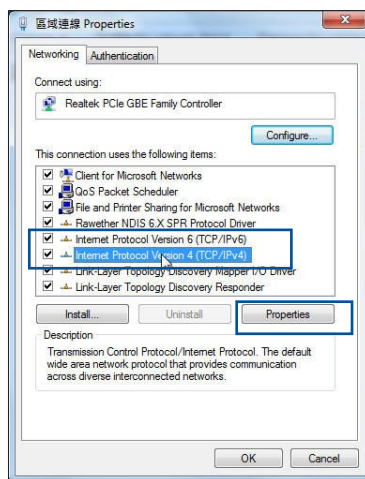 區域連線 Properties
Networking
Authentication
Connect using:
Realtek PCIe GBE Family Controller
Configure...
This connection uses the following items:
Client for Microsoft Networks
QoS Packet Scheduler
File and Printer Sharing for Microsoft Networks
Rawether NDIS 6.X SPR Protocol Driver
Internet Protocol Version 6 (TCP/IPv6)
Internet Protocol Version 4 (TCP/IPv4)
Link-Layer Topology Discovery Mapper I/O Driver
Link-Layer Topology Discovery Responder
Install...
Uninstall
Properties
Description
Transmission Control Protocol/Internet Protocol. The default
wide area network protocol that provides communication
across diverse interconnected networks.
OK
Cancel